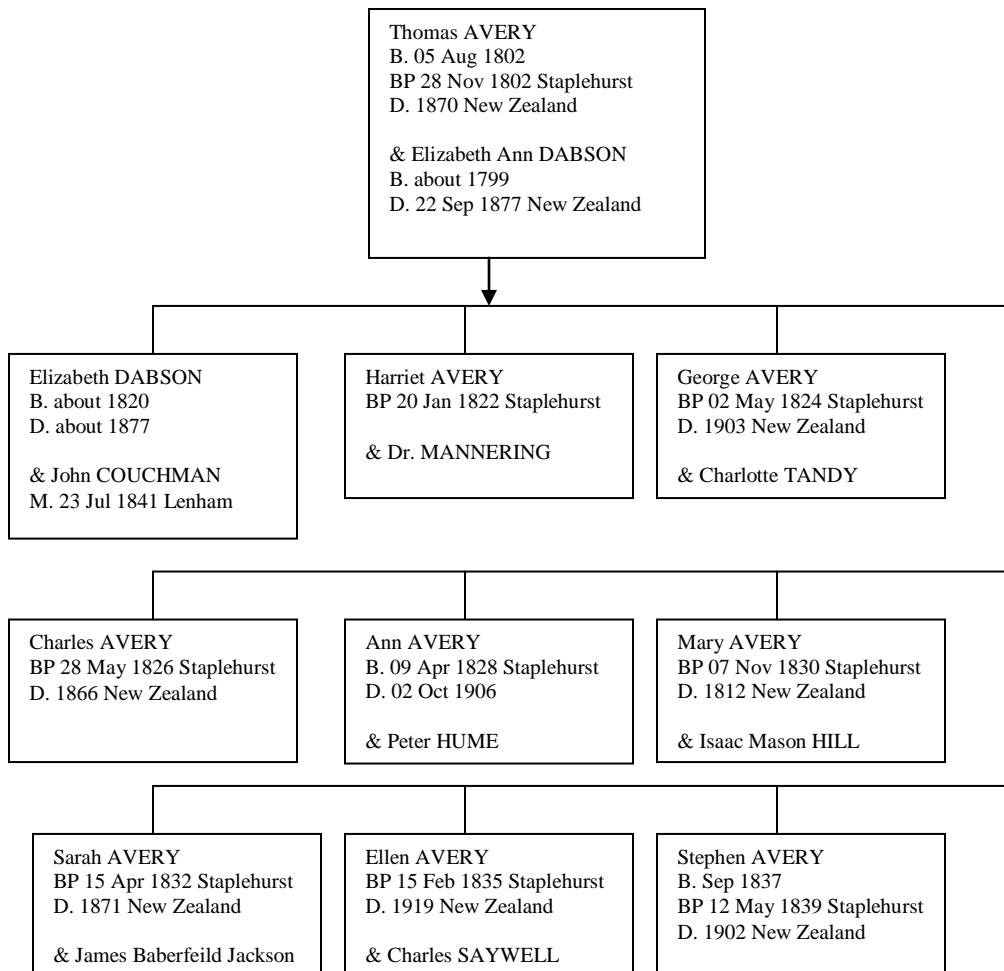 Thomas AVERY
B. 05 Aug 1802
BP 28 Nov 1802 Staplehurst
D. 1870 New Zealand
& Elizabeth Ann DABSON
B. about 1799
D. 22 Sep 1877 New Zealand
Elizabeth DABSON
B. about 1820
D. about 1877
& John COUCHMAN
M. 23 Jul 1841 Lenham
Harriet AVERY
BP 20 Jan 1822 Staplehurst
& Dr. MANNERING
George AVERY
BP 02 May 1824 Staplehurst
D. 1903 New Zealand
& Charlotte TANDY
Charles AVERY
BP 28 May 1826 Staplehurst
D. 1866 New Zealand
Ann AVERY
B. 09 Apr 1828 Staplehurst
D. 02 Oct 1906
& Peter HUME
Mary AVERY
BP 07 Nov 1830 Staplehurst
D. 1812 New Zealand
& Isaac Mason HILL
Sarah AVERY
BP 15 Apr 1832 Staplehurst
D. 1871 New Zealand
& James Baberfeild Jackson
Ellen AVERY
BP 15 Feb 1835 Staplehurst
D. 1919 New Zealand
& Charles SAYWELL
Stephen AVERY
B. Sep 1837
BP 12 May 1839 Staplehurst
D. 1902 New Zealand